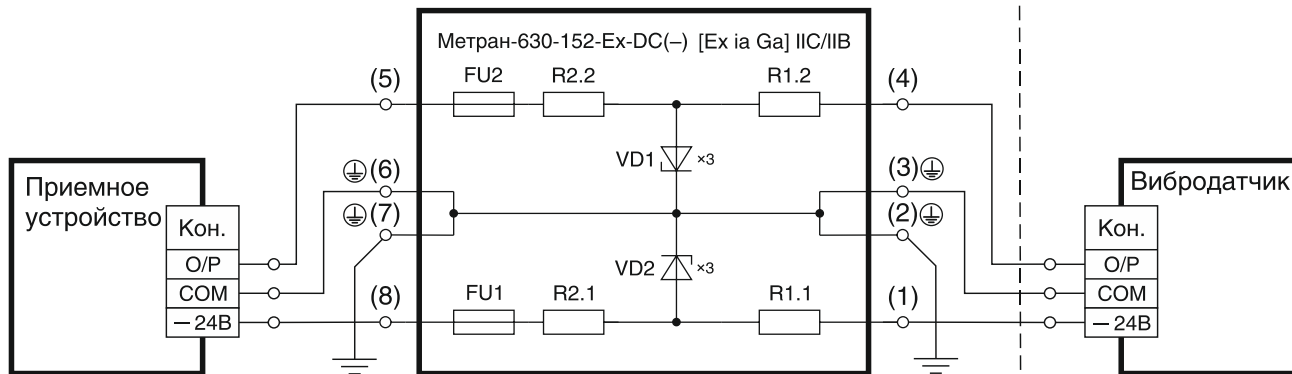 Метран-630-152-Ex-DC(–) [Ex ia Ga] IIC/IIB
(5) FU2 R2.2 R1.2 (4)
VD1 ×3
(6) (3)
Приемное
устройство
Вибродатчик
(7) (2)
Кон. Кон.
O/P VD2 ×3 O/P
COM COM
(8) FU1 R2.1 R1.1 (1)
—24В —24В